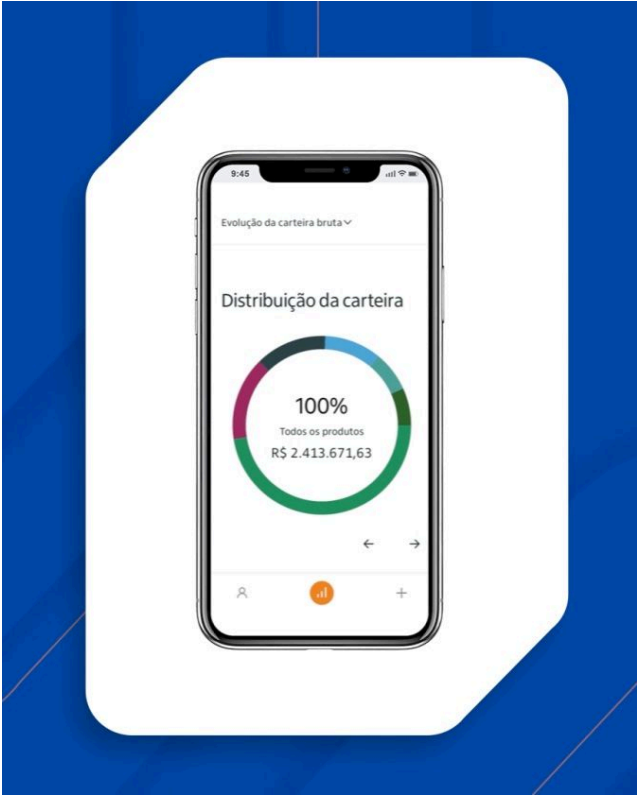 9:45
Evolução da carteira bruta
Distribuição da carteira
100%
Todos os produtos
R$ 2.413.671,63